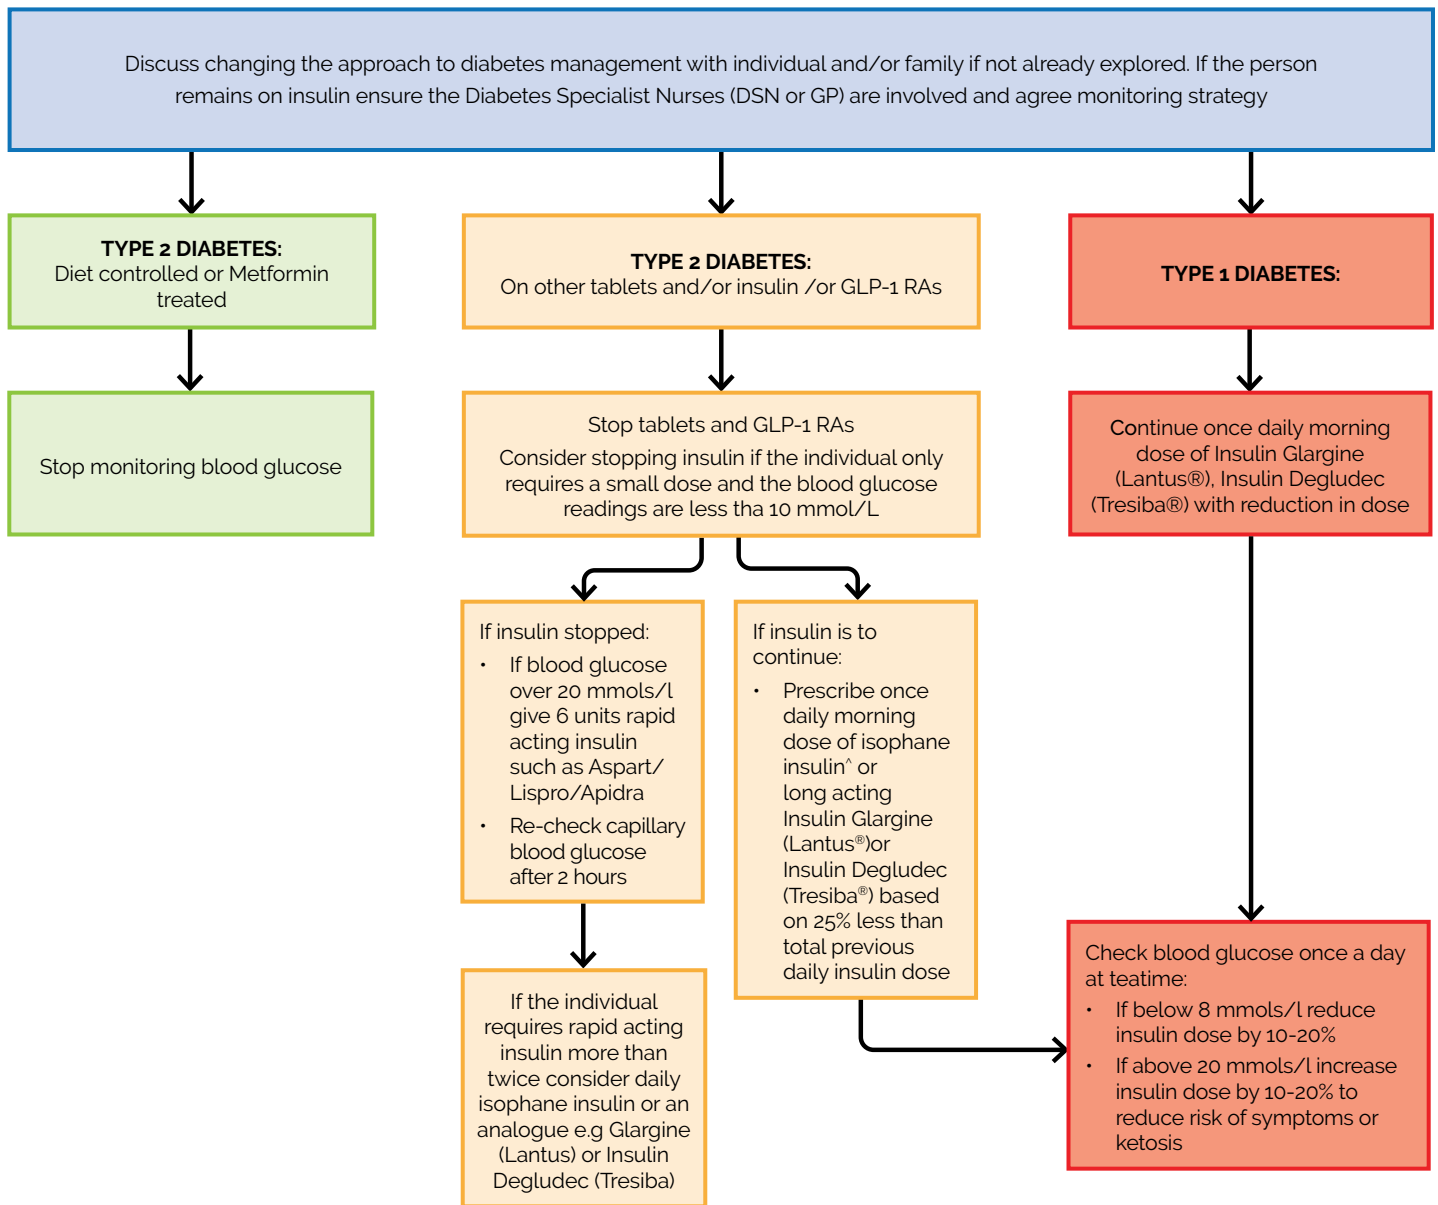 Discuss changing the approach to diabetes management with individual and/or family if not already explored. If the person
remains on insulin ensure the Diabetes Specialist Nurses (DSN or GP) are involved and agree monitoring strategy
TYPE 2 DIABETES:
Diet controlled or Metformin
treated
TYPE 2 DIABETES:
On other tablets and/or insulin /or GLP-1 RAs
TYPE 1 DIABETES:
Stop monitoring blood glucose
Stop tablets and GLP-1 RAs
Consider stopping insulin if the individual only
requires a small dose and the blood glucose
readings are less tha 10 mmol/L
Continue once daily morning
dose of Insulin Glargine
(Lantus®), Insulin Degludec
(Tresiba®) with reduction in dose
If insulin stopped:
• If blood glucose
over 20 mmols/l
give 6 units rapid
acting insulin
such as Aspart/
Lispro/Apidra
• Re-check capillary
blood glucose
after 2 hours
If insulin is to
continue:
• Prescribe once
daily morning
dose of isophane
insulin^ or
long acting
Insulin Glargine
(Lantus®)or
Insulin Degludec
(Tresiba®) based
on 25% less than
total previous
daily insulin dose
If the individual
requires rapid acting
insulin more than
twice consider daily
isophane insulin or an
analogue e.g Glargine
(Lantus) or Insulin
Degludec (Tresiba)
Check blood glucose once a day
at teatime:
• If below 8 mmols/l reduce
insulin dose by 10-20%
• If above 20 mmols/l increase
insulin dose by 10-20% to
reduce risk of symptoms or
ketosis